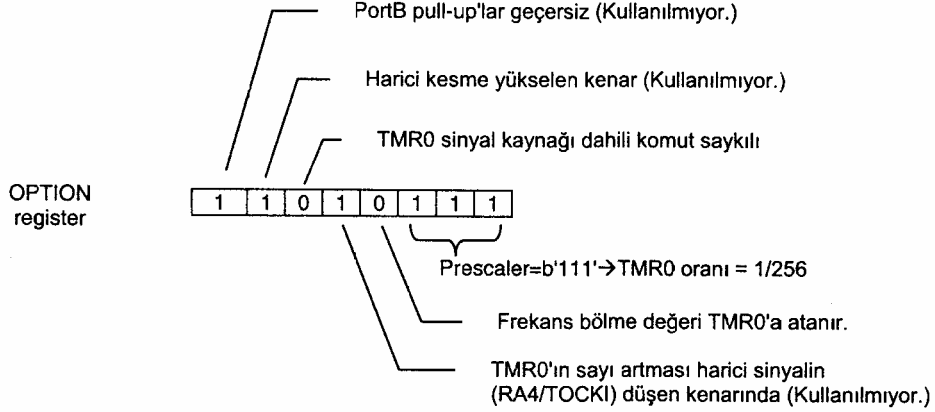 PortB pull-up'lar geçersiz (Kullanılmıyor.)
Harici kesme yükselen kenar (Kullanılmıyor.)
TMR0 sinyal kaynağı dahili komut saykılı
OPTION
register
1 1 0 1 0 1 1 1
Prescaler=b'111'→TMR0 oranı = 1/256
Frekans bölme değeri TMR0'a atanır.
TMR0'ın sayı artması harici sinyalin
(RA4/TOCKI) düşen kenarında (Kullanılmıyor.)